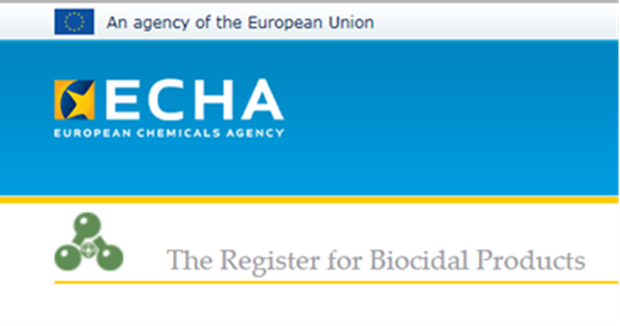 An agency of the European Union
ECHA
EUROPEAN CHEMICALS AGENCY
The Register for Biocidal Products